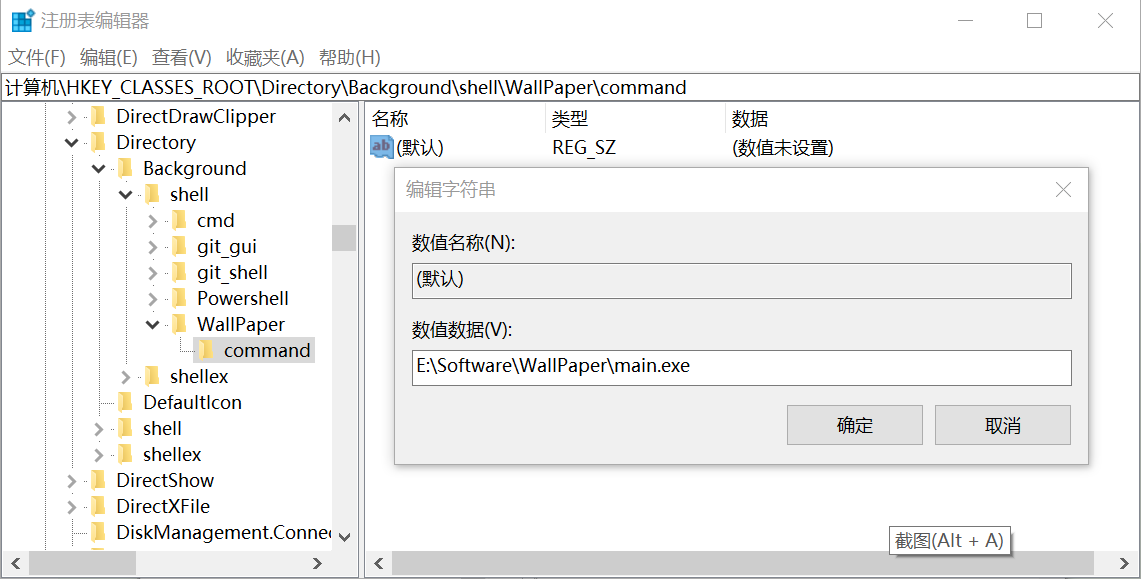 注册表编辑器
文件(F) 编辑(E) 查看(V) 收藏夹(A) 帮助(H)
计算机\HKEY_CLASSES_ROOT\Directory\Background\shell\WallPaper\command
DirectDrawClipper
Directory
Background
shell
cmd
git_gui
git_shell
Powershell
WallPaper
command
shellex
DefaultIcon
shell
shellex
DirectShow
DirectXFile
DiskManagement.Connec
名称 类型 数据
ab (默认) REG_SZ (数值未设置)
编辑字符串
数值名称(N):
(默认)
数值数据(V):
E:\Software\WallPaper\main.exe
确定 取消
截图(Alt + A)